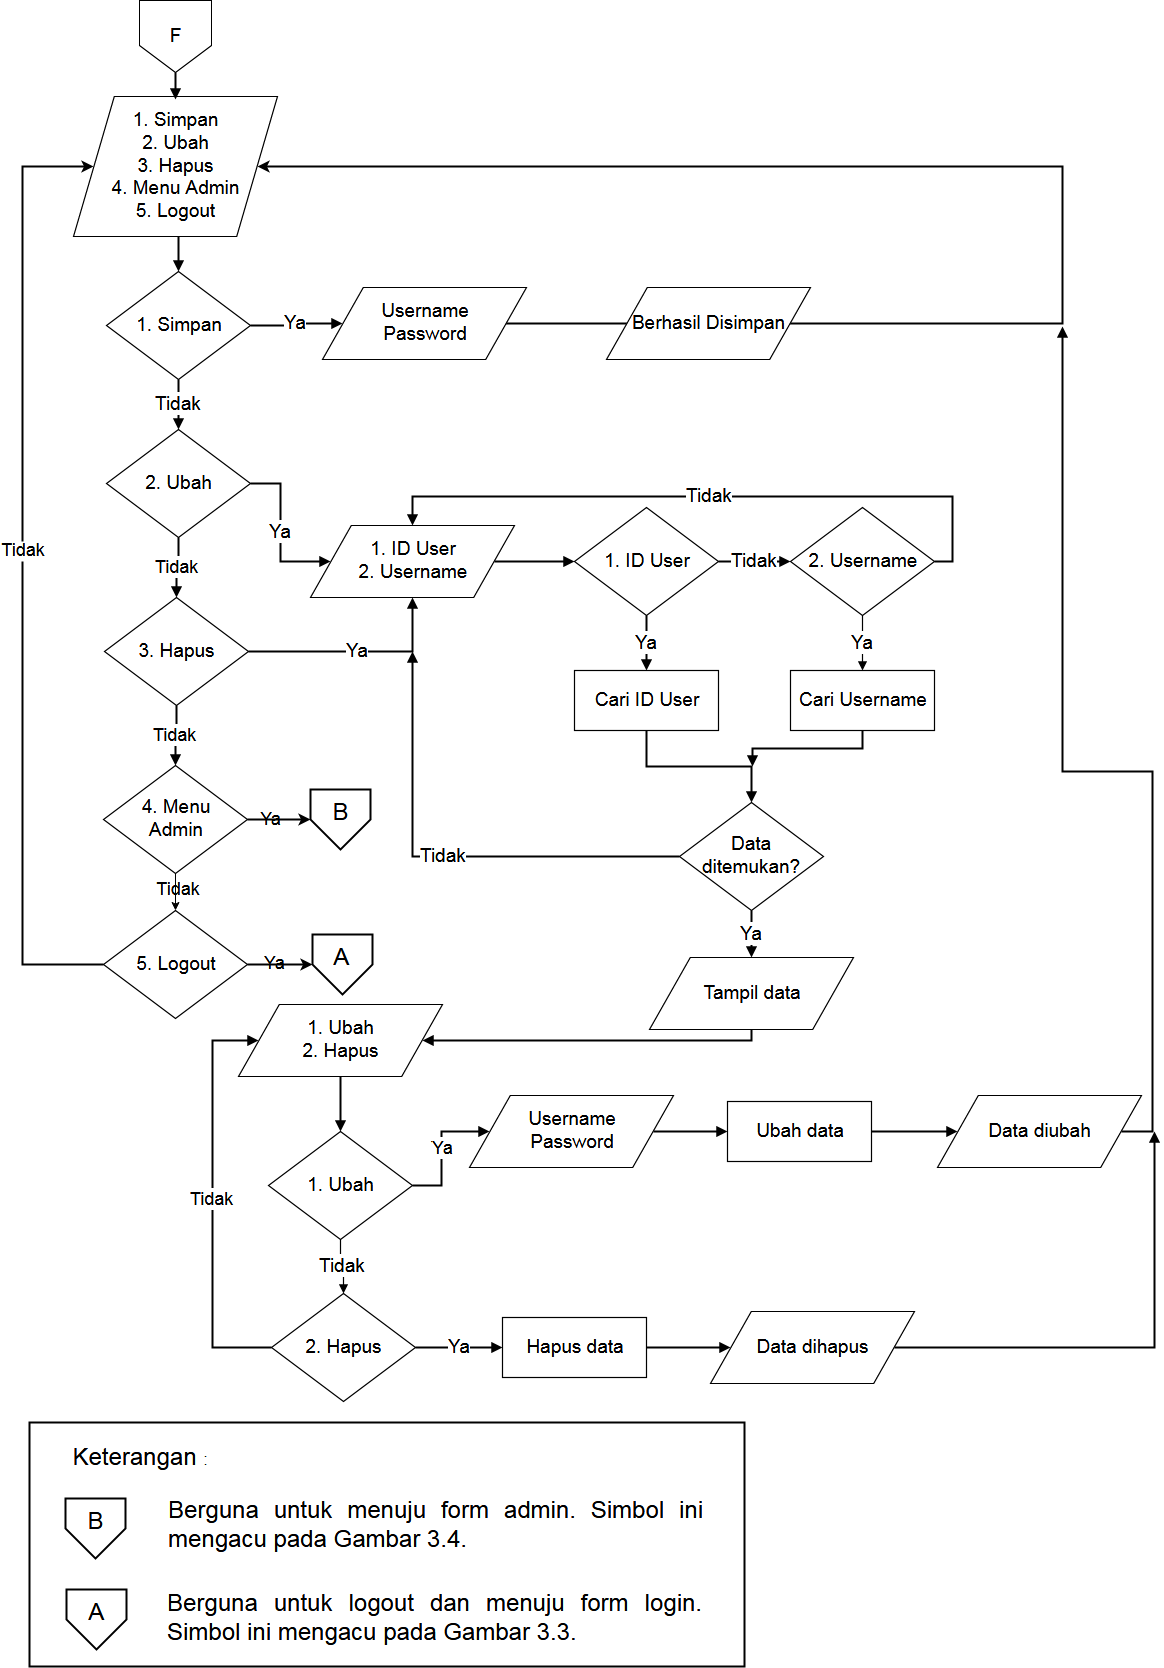 F
1. Simpan
2. Ubah
3. Hapus
4. Menu Admin
5. Logout
1. Simpan
Ya
Username
Password
Berhasil Disimpan
Tidak
2. Ubah
Ya
Tidak
1. ID User
2. Username
1. ID User
Tidak
2. Username
Tidak
Tidak
3. Hapus
Ya
Ya
Ya
Cari ID User
Cari Username
Tidak
4. Menu
Admin
Ya
B
Tidak
Data
ditemukan?
Tidak
Ya
5. Logout
Ya
A
Tampil data
1. Ubah
2. Hapus
Username
Password
Ubah data
Data diubah
Ya
1. Ubah
Tidak
Tidak
2. Hapus
Ya
Hapus data
Data dihapus
Keterangan :
B
Berguna untuk menuju form admin. Simbol ini
mengacu pada Gambar 3.4.
A
Berguna untuk logout dan menuju form login.
Simbol ini mengacu pada Gambar 3.3.